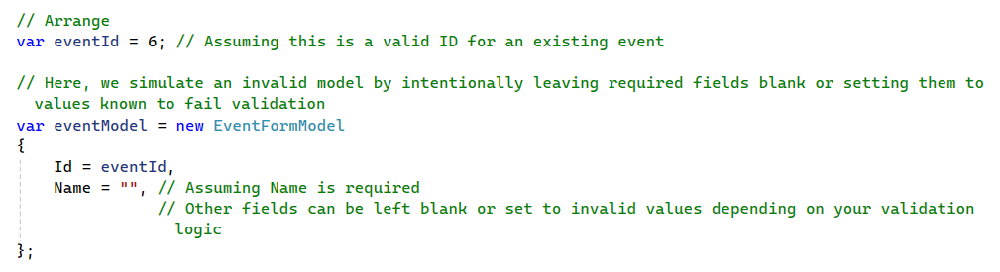 // Arrange
var eventId = 6; // Assuming this is a valid ID for an existing event
// Here, we simulate an invalid model by intentionally leaving required fields blank or setting them to
values known to fail validation
var eventModel = new EventFormModel
{
Id = eventId,
Name = "", // Assuming Name is required
// Other fields can be left blank or set to invalid values depending on your validation
logic
};